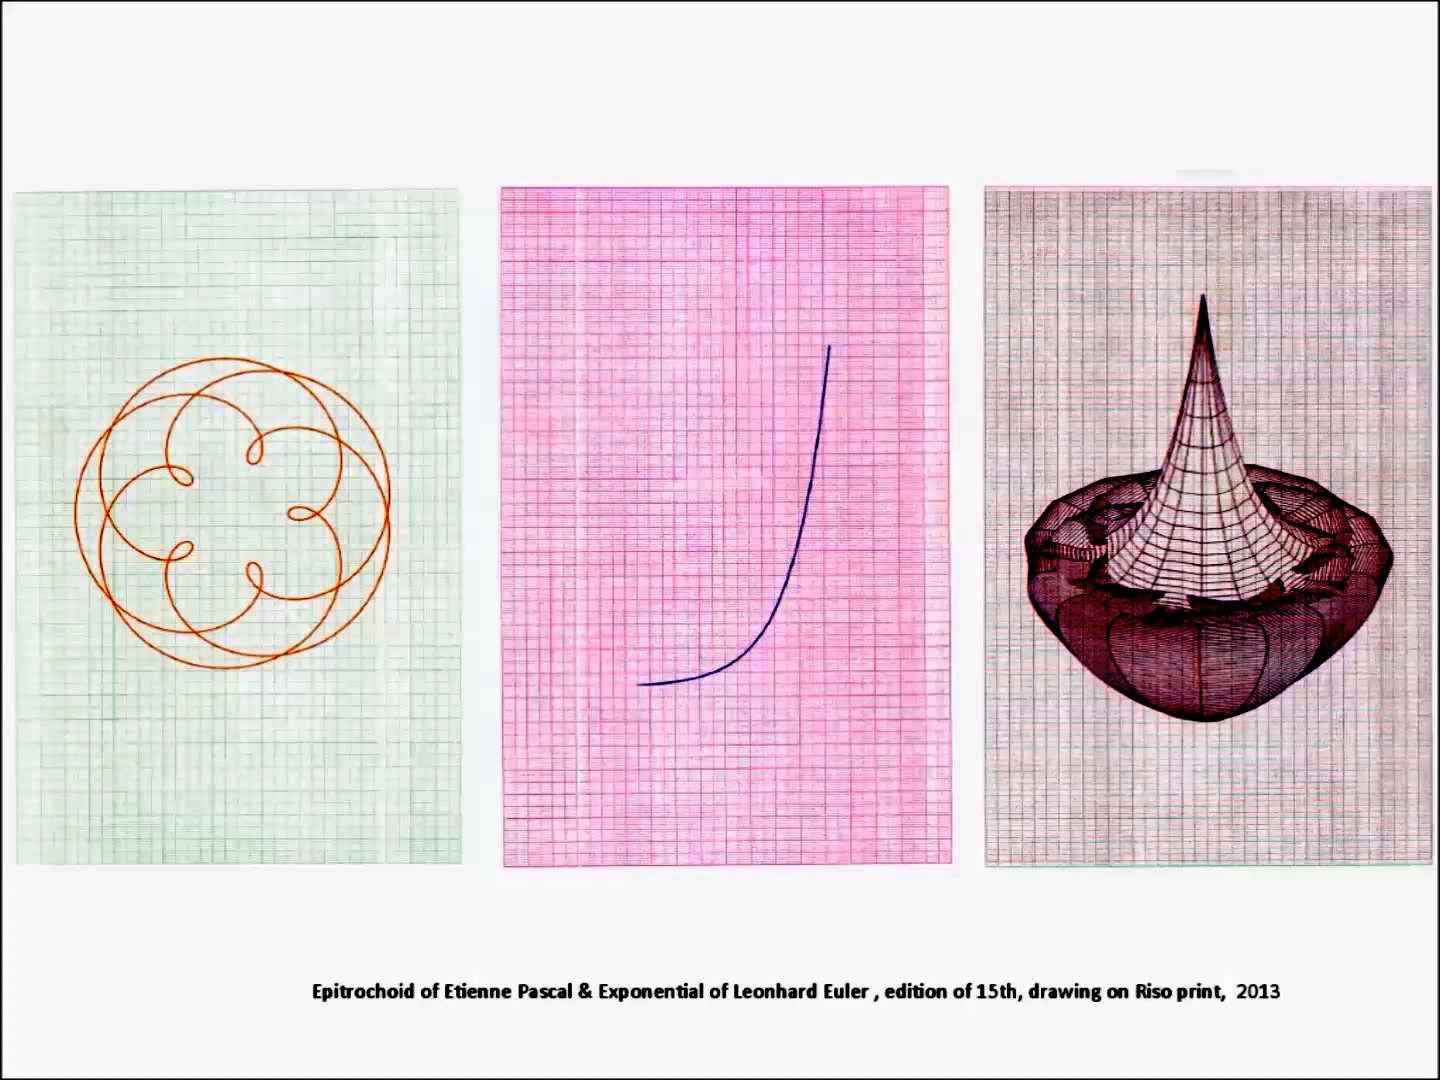 Epitrochoid of Etienne Pascal & Exponential of Leonhard Euler , edition of 15th, drawing on Riso print, 2013